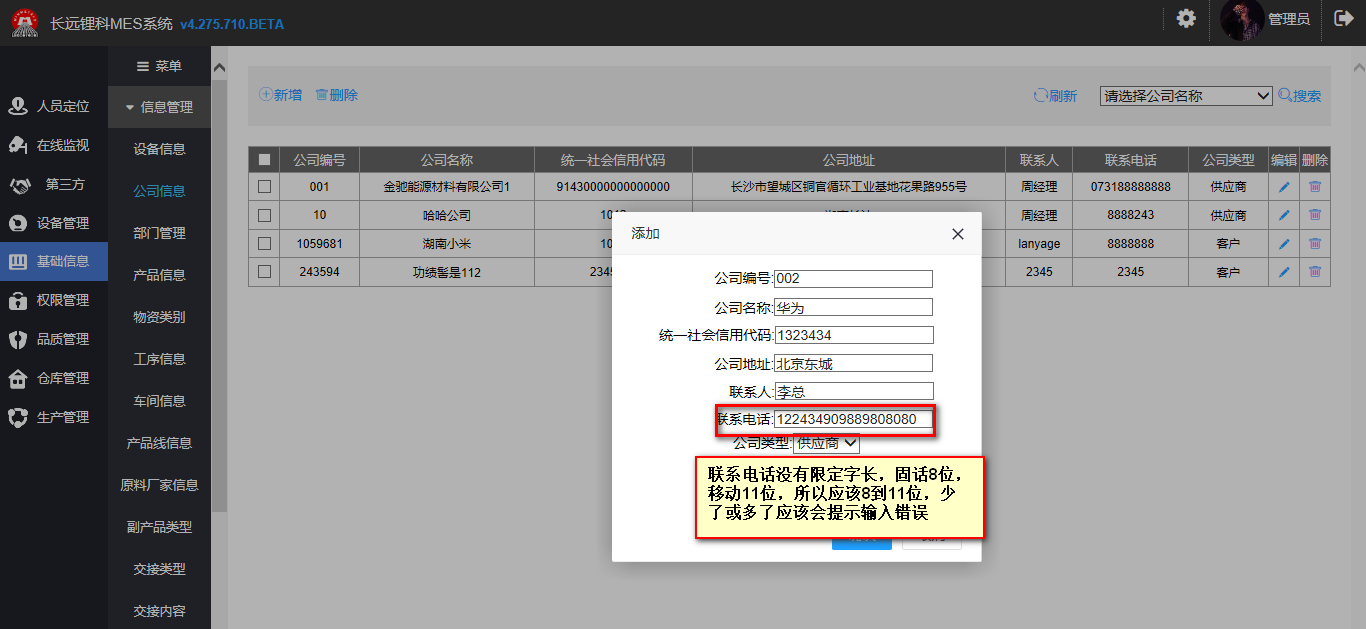 长远锂科MES系统 v4.275.710.BETA
管理员
人员定位
在线监视
第三方
设备管理
基础信息
权限管理
品质管理
仓库管理
生产管理
菜单
信息管理
设备信息
公司信息
部门管理
产品信息
物资类别
工序信息
车间信息
产品线信息
原料厂家信息
副产品类型
交接类型
交接内容
新增 删除 刷新 请选择公司名称 搜索
公司编号 公司名称 统一社会信用代码 公司地址 联系人 联系电话 公司类型 编辑 删除
001 金驰能源材料有限公司1 91430000000000000 长沙市望城区铜官循环工业基地花果路955号 周经理 073188888888 供应商
10 哈哈公司 周经理 8888243 供应商
1059681 湖南小米 10 lanyage 8888888 客户
243594 功绩髻是112 2345 2345 2345 客户
添加
公司编号:002
公司名称:华为
统一社会信用代码:1323434
公司地址:北京东城
联系人:李总
联系电话:122434909889808080
公司类型:供应商
联系电话没有限定字长，固话8位，
移动11位，所以应该8到11位，少
了或多了应该会提示输入错误